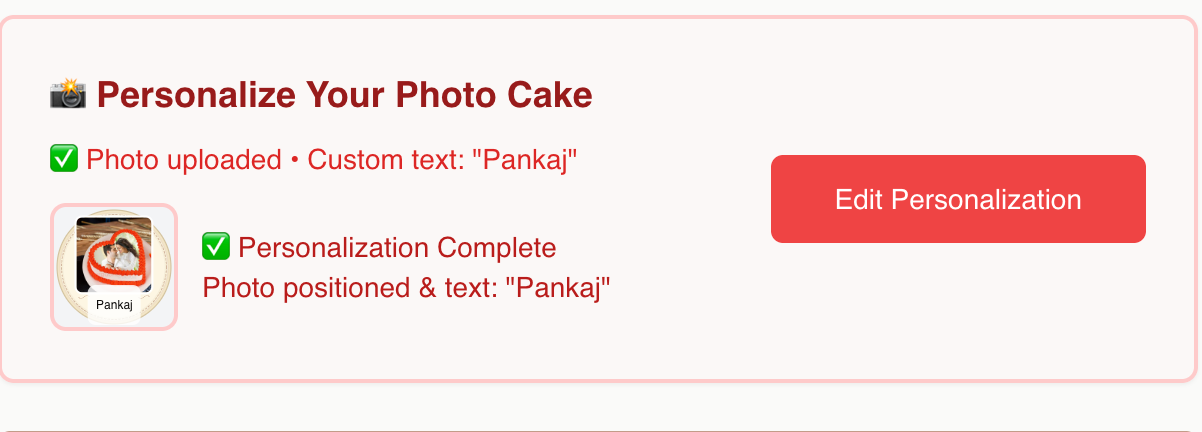 📸 Personalize Your Photo Cake
✅ Photo uploaded • Custom text: "Pankaj"
✅ Personalization Complete
Photo positioned & text: "Pankaj"
Pankaj
Edit Personalization